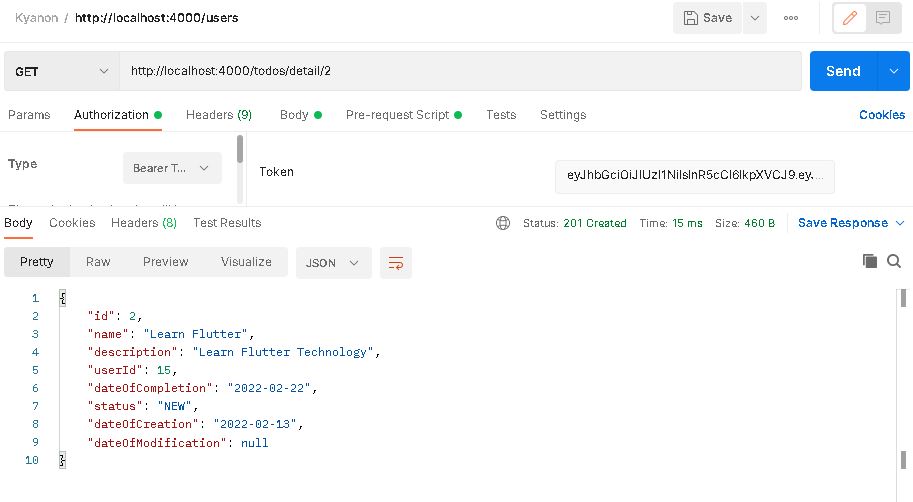 Kyanon / http://localhost:4000/users Save
GET http://localhost:4000/todos/detail/2 Send
Params Authorization Headers (9) Body Pre-request Script Tests Settings Cookies
Type Bearer T... Token eyJhbGciOiJIUzI1NiIsInR5cCI6IkpXVCJ9.ey....
Body Cookies Headers (8) Test Results Status: 201 Created Time: 15 ms Size: 460 B Save Response
Pretty Raw Preview Visualize JSON
1 {
2 "id": 2,
3 "name": "Learn Flutter",
4 "description": "Learn Flutter Technology",
5 "userId": 15,
6 "dateOfCompletion": "2022-02-22",
7 "status": "NEW",
8 "dateOfCreation": "2022-02-13",
9 "dateOfModification": null
10 }